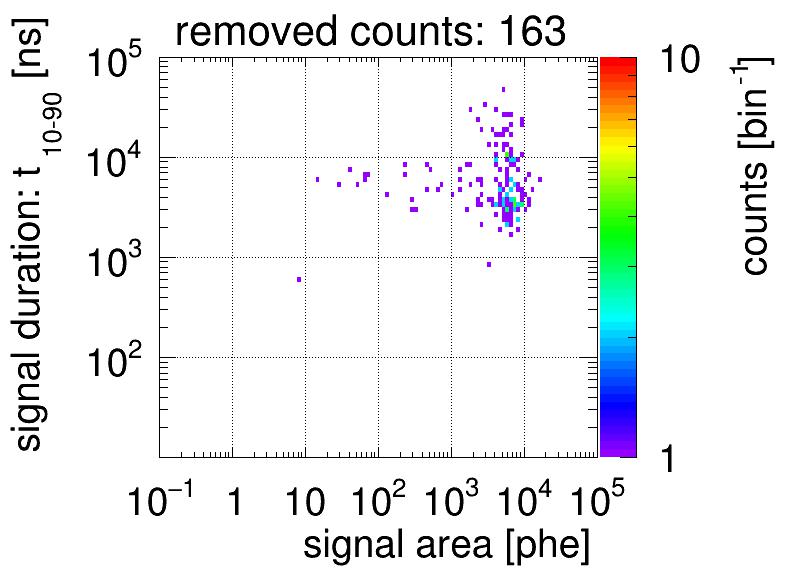 removed counts: 163
signal duration: t 10-90 [ns]
10^5
10^4
10^3
10^2
10^−1 1 10 10^2 10^3 10^4 10^5
signal area [phe]
10
1
counts [bin^-1]